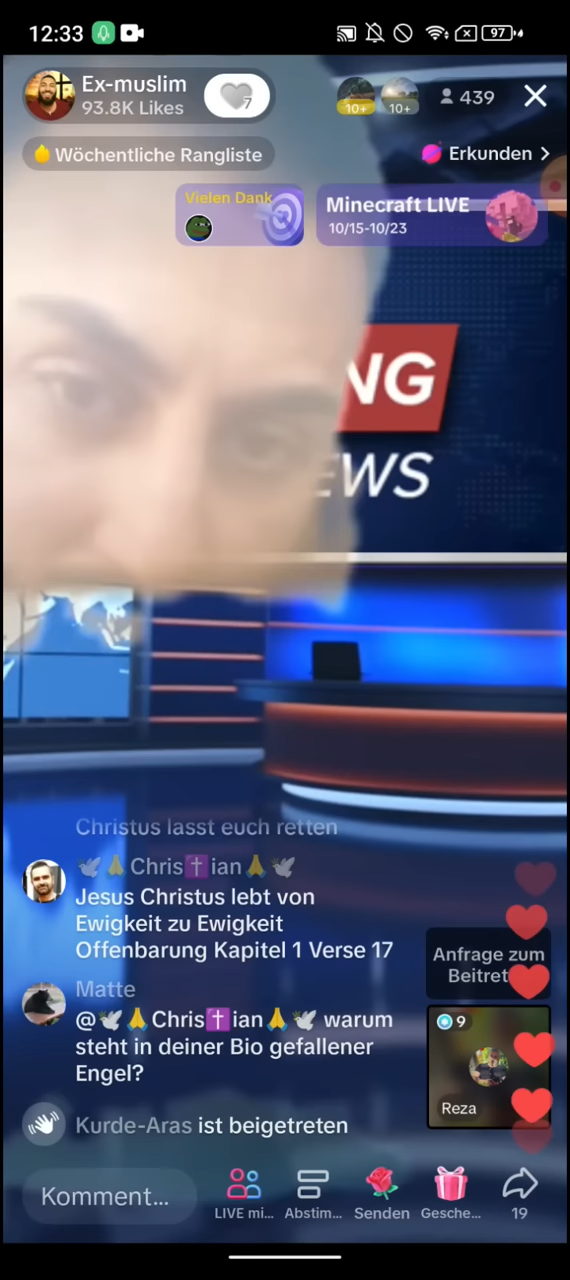 12:33
97
Ex-muslim
93.8K Likes
7
10+
10+
439
Wöchentliche Rangliste
Erkunden
Vielen Dank
Minecraft LIVE
10/15-10/23
NG
EWS
Christus lasst euch retten
🕊️🙏Chris✝️ian🙏🕊️
Jesus Christus lebt von
Ewigkeit zu Ewigkeit
Offenbarung Kapitel 1 Verse 17
Anfrage zum
Beitret
Matte
@🕊️🙏Chris✝️ian🙏🕊️ warum
steht in deiner Bio gefallener
Engel?
9
Reza
Kurde-Aras ist beigetreten
Komment...
LIVE mi...
Abstim...
Senden
Gesche...
19